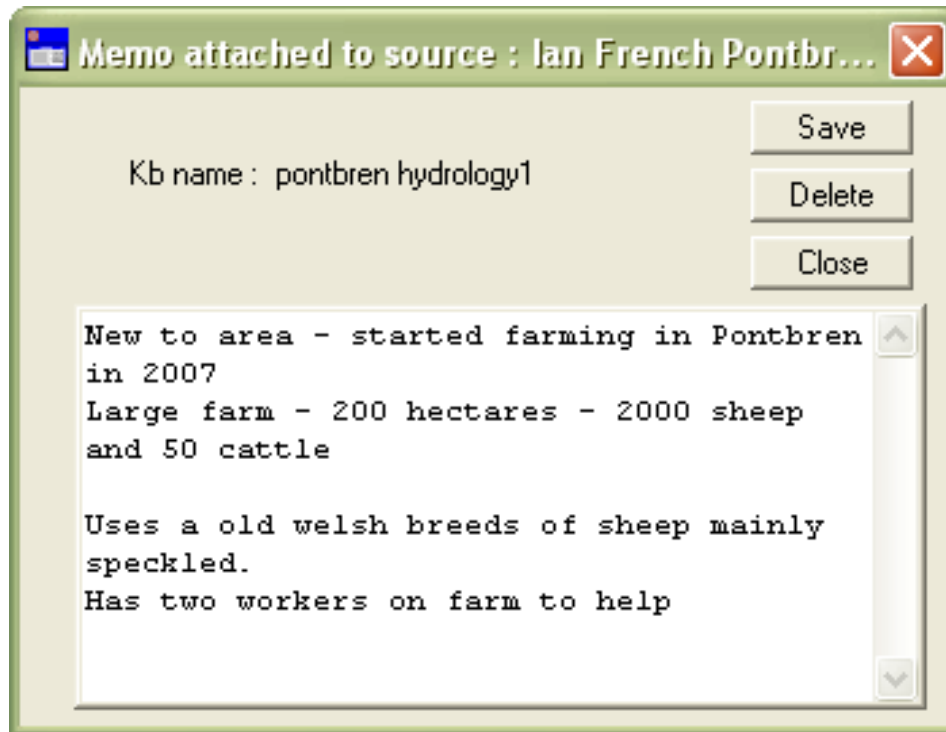 Memo attached to source : Ian French Pontbr...
Save
Kb name : pontbren hydrology1
Delete
Close
New to area - started farming in Pontbren
in 2007
Large farm - 200 hectares - 2000 sheep
and 50 cattle
Uses a old welsh breeds of sheep mainly
speckled.
Has two workers on farm to help